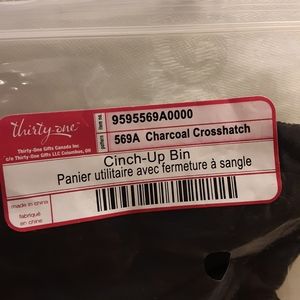 thirty-one
Thirty-One Gifts Canada Inc
c/o Thirty-One Gifts LLC Columbus, OH
item no. 9595569A0000
pattern 569A Charcoal Crosshatch
Cinch-Up Bin
Panier utilitaire avec fermeture à sangle
made in china
fabriqué
en chine